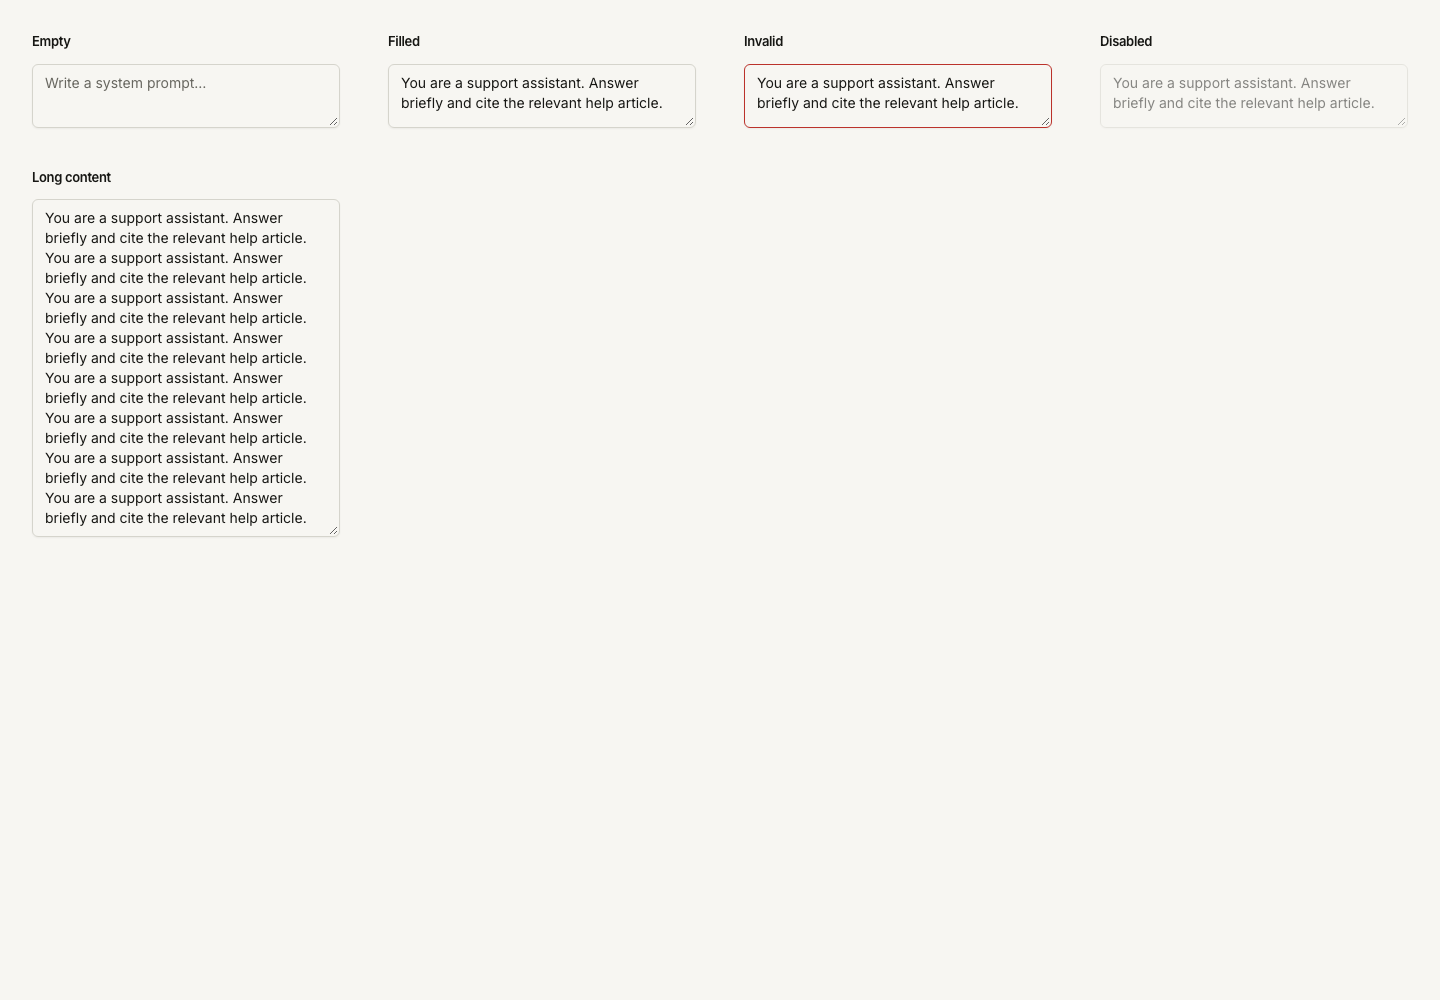 Empty
Write a system prompt…
Filled
You are a support assistant. Answer
briefly and cite the relevant help article.
Invalid
You are a support assistant. Answer
briefly and cite the relevant help article.
Disabled
You are a support assistant. Answer
briefly and cite the relevant help article.
Long content
You are a support assistant. Answer
briefly and cite the relevant help article.
You are a support assistant. Answer
briefly and cite the relevant help article.
You are a support assistant. Answer
briefly and cite the relevant help article.
You are a support assistant. Answer
briefly and cite the relevant help article.
You are a support assistant. Answer
briefly and cite the relevant help article.
You are a support assistant. Answer
briefly and cite the relevant help article.
You are a support assistant. Answer
briefly and cite the relevant help article.
You are a support assistant. Answer
briefly and cite the relevant help article.